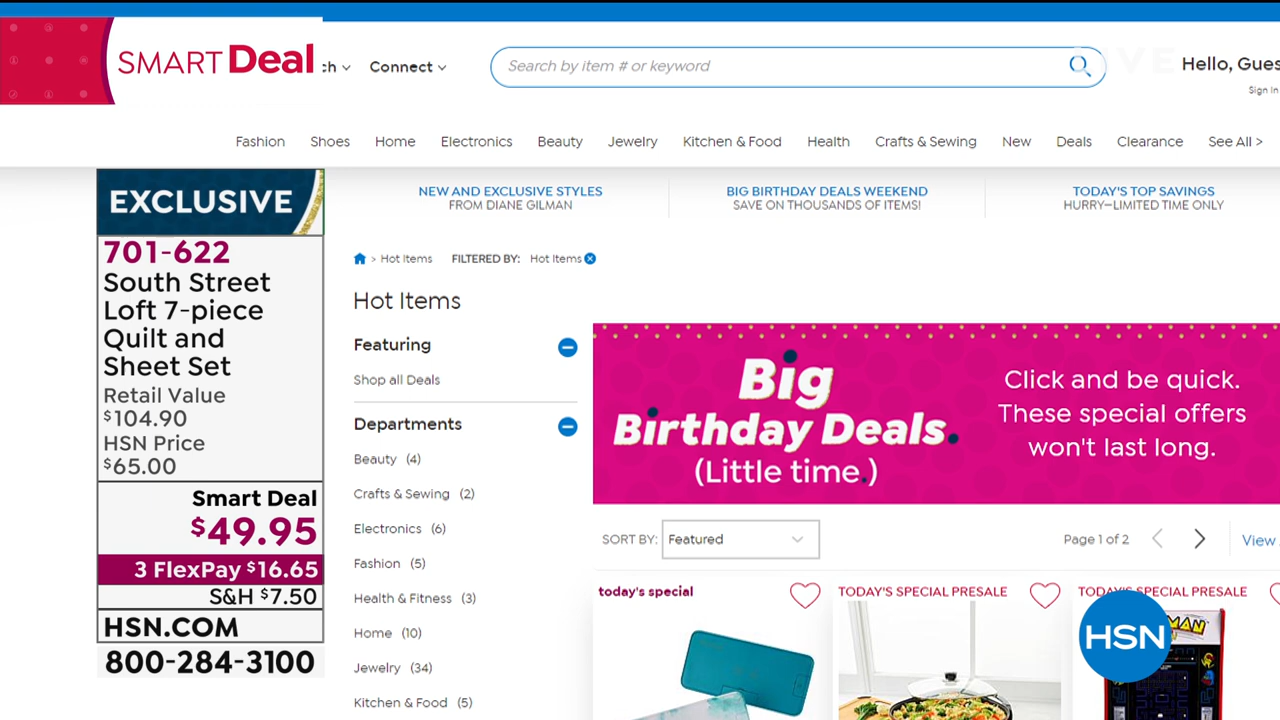 SMART Deal
ch
Connect
Search by item # or keyword
LIVE
Hello, Gues
Sign In
Fashion
Shoes
Home
Electronics
Beauty
Jewelry
Kitchen & Food
Health
Crafts & Sewing
New
Deals
Clearance
See All >
EXCLUSIVE
701-622
South Street
Loft 7-piece
Quilt and
Sheet Set
Retail Value
$104.90
HSN Price
$65.00
Smart Deal
$49.95
3 FlexPay $16.65
S&H $7.50
HSN.COM
800-284-3100
NEW AND EXCLUSIVE STYLES
FROM DIANE GILMAN
BIG BIRTHDAY DEALS WEEKEND
SAVE ON THOUSANDS OF ITEMS!
TODAY'S TOP SAVINGS
HURRY–LIMITED TIME ONLY
> Hot Items
FILTERED BY: Hot Items
Hot Items
Featuring
Shop all Deals
Departments
Beauty (4)
Crafts & Sewing (2)
Electronics (6)
Fashion (5)
Health & Fitness (3)
Home (10)
Jewelry (34)
Kitchen & Food (5)
Big
Birthday Deals.
(Little time.)
Click and be quick.
These special offers
won't last long.
SORT BY: Featured
Page 1 of 2
View
today's special
TODAY'S SPECIAL PRESALE
TODAY'S SPECIAL PRESALE
MAN
HSN